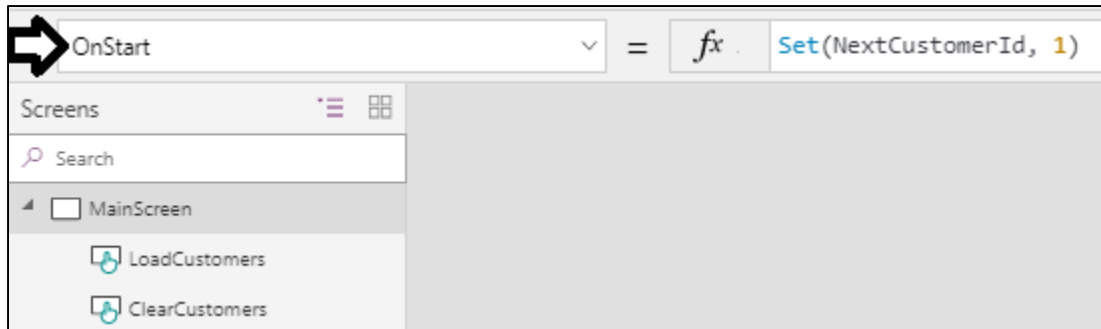 OnStart = fx Set(NextCustomerId, 1)
Screens
Search
MainScreen
LoadCustomers
ClearCustomers